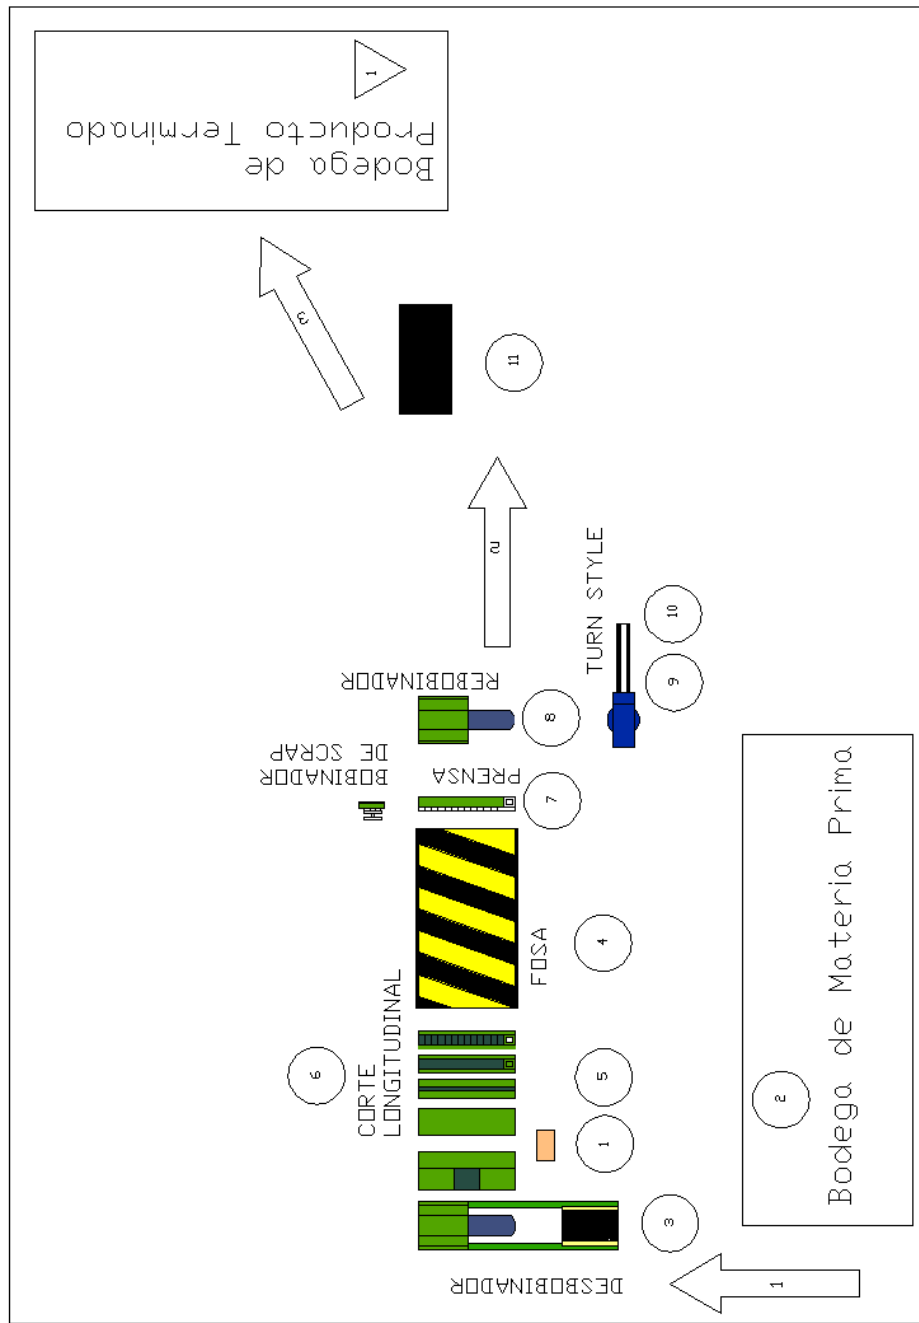 1
Bodega de
Producto Terminado
3
11
2
TURN STYLE
10
9
REBOBINADOR
8
BOBINADOR
DE SCRAP
PRENSA
7
FOSA
4
CORTE
LONGITUDINAL
6
5
1
Bodega de Materia Prima
2
3
DESBOBINADOR
1